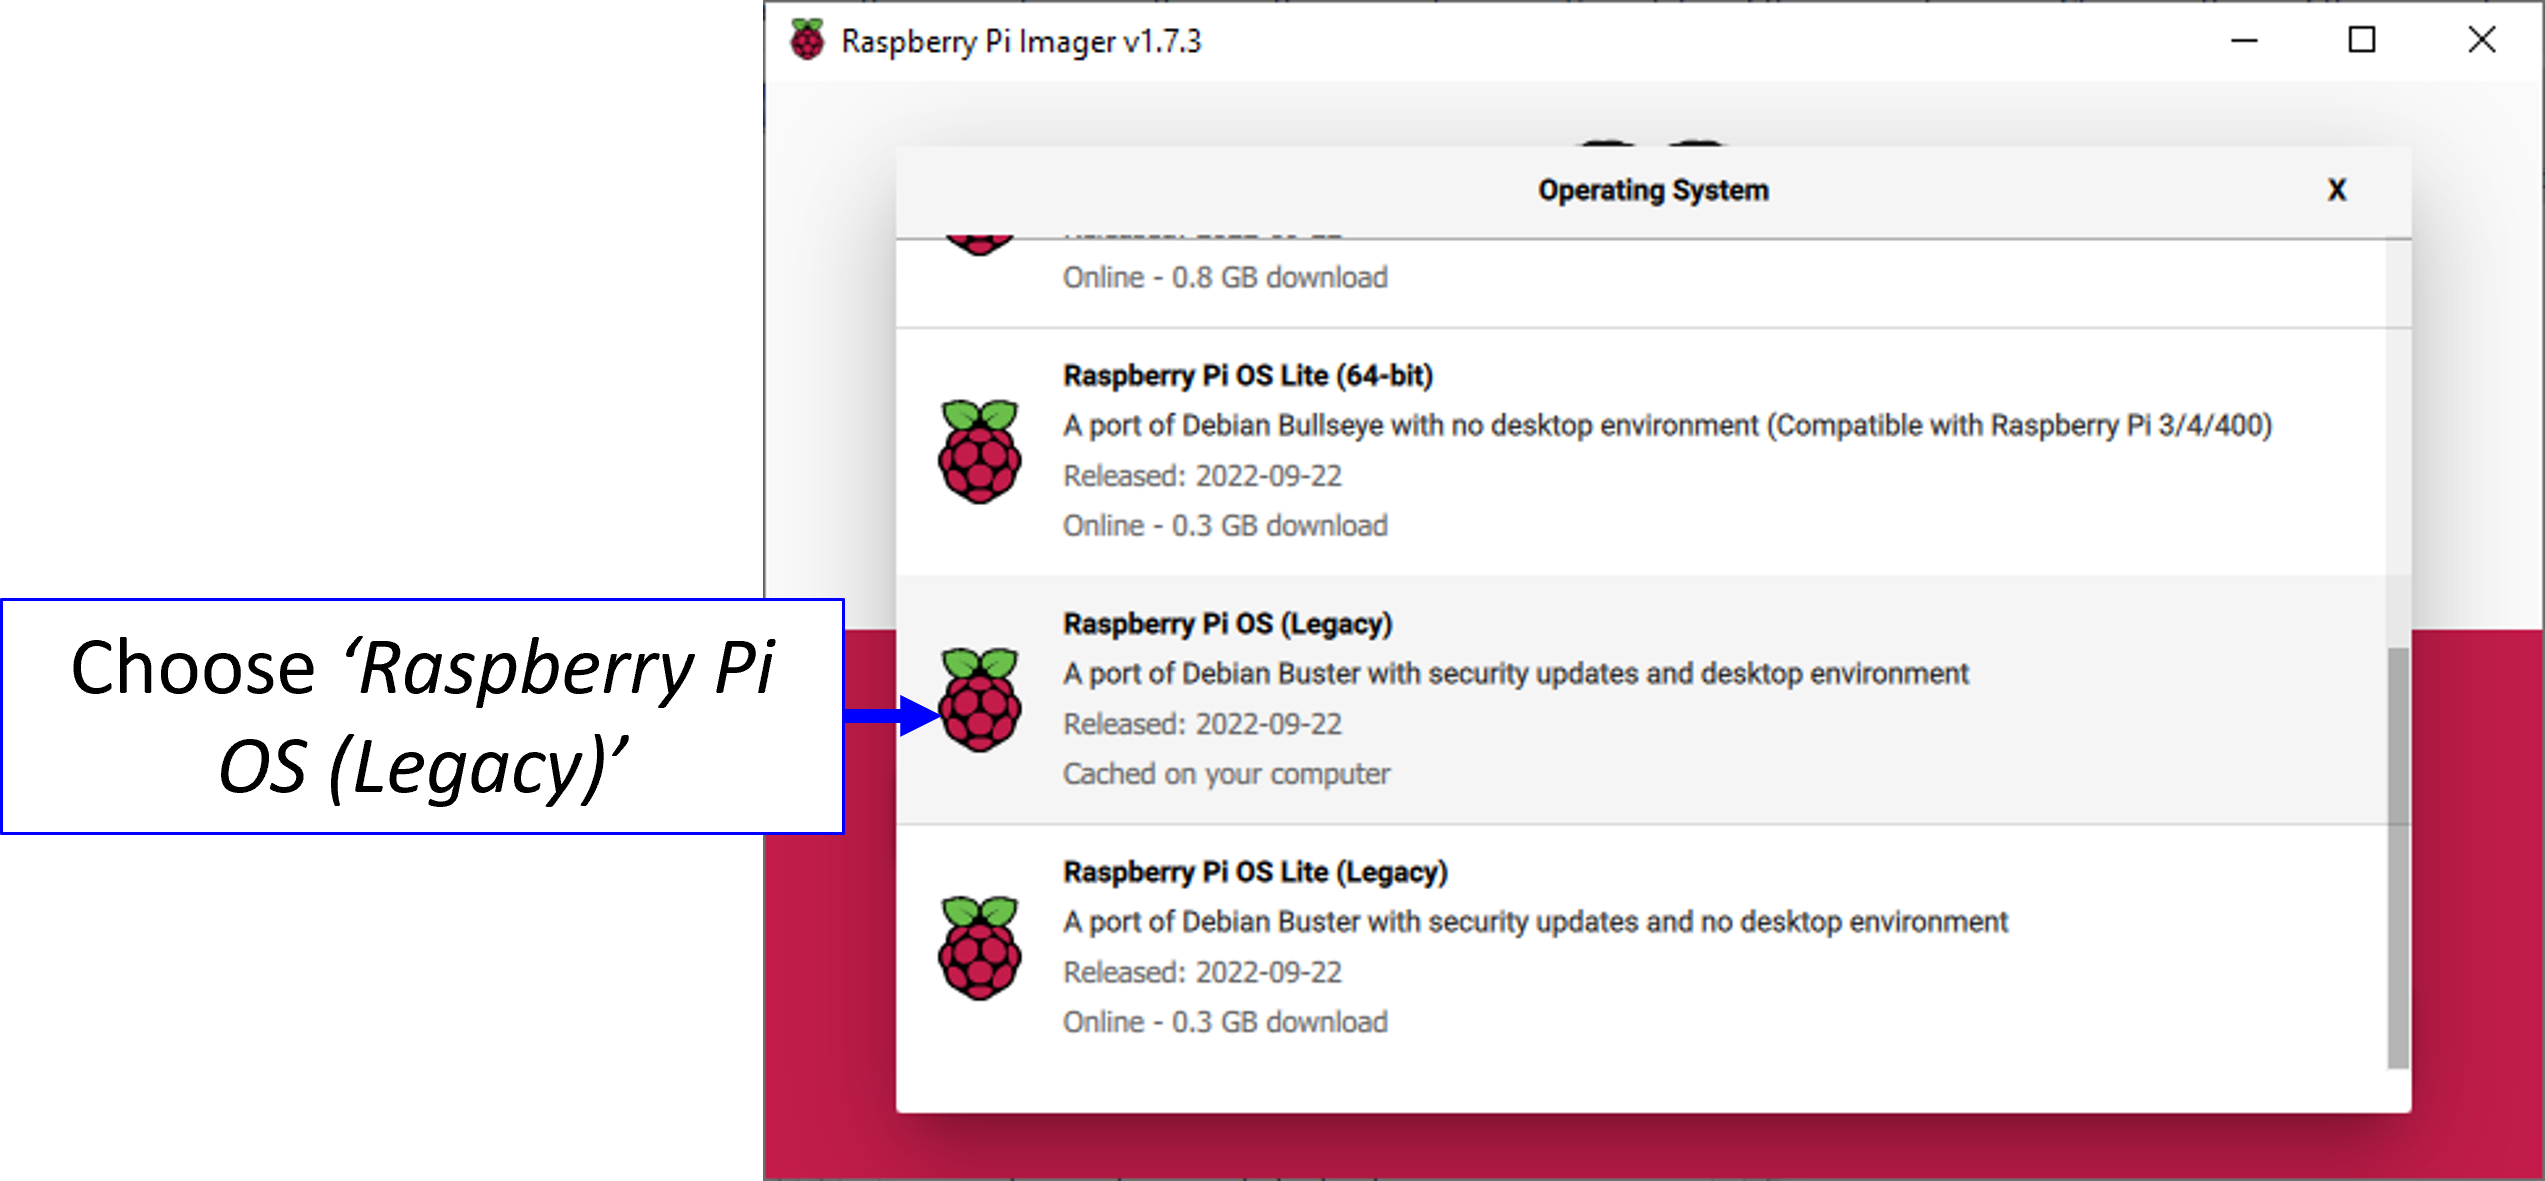 Raspberry Pi Imager v1.7.3
Operating System
X
Online - 0.8 GB download
Raspberry Pi OS Lite (64-bit)
A port of Debian Bullseye with no desktop environment (Compatible with Raspberry Pi 3/4/400)
Released: 2022-09-22
Online - 0.3 GB download
Choose ‘Raspberry Pi
OS (Legacy)’
Raspberry Pi OS (Legacy)
A port of Debian Buster with security updates and desktop environment
Released: 2022-09-22
Cached on your computer
Raspberry Pi OS Lite (Legacy)
A port of Debian Buster with security updates and no desktop environment
Released: 2022-09-22
Online - 0.3 GB download